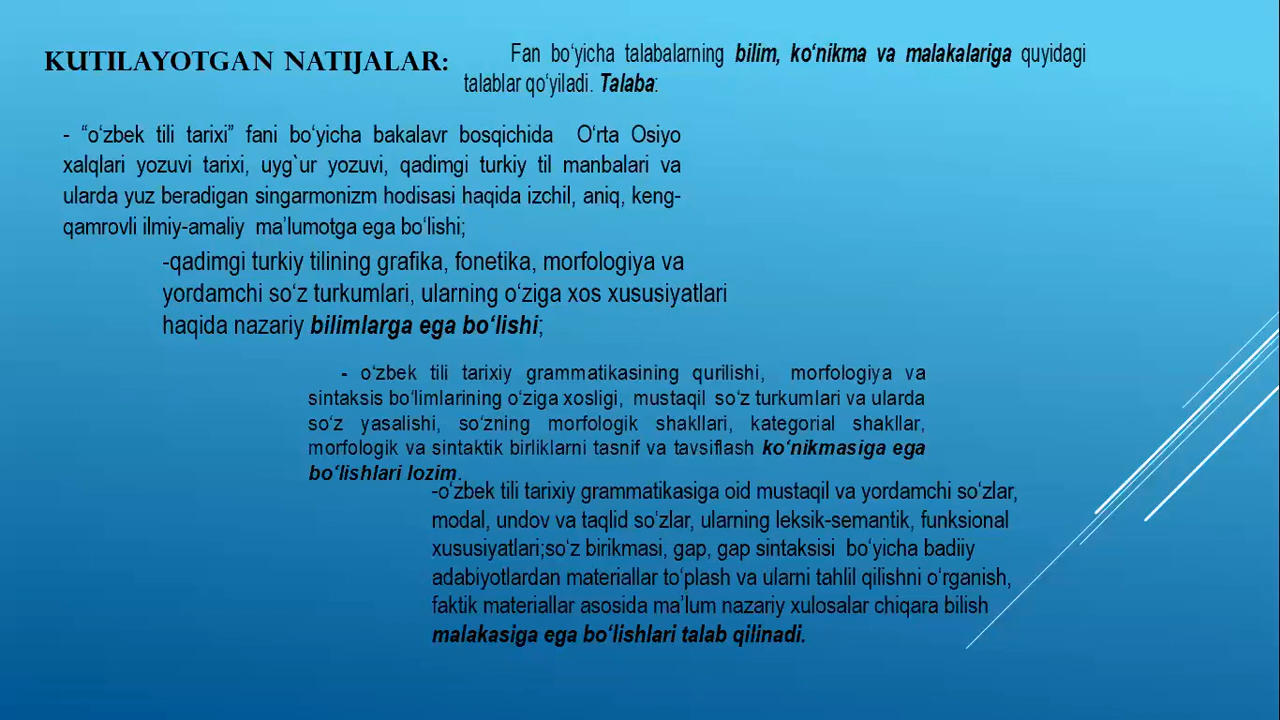 KUTILAYOTGAN NATIJALAR:
Fan bo‘yicha talabalarning bilim, ko‘nikma va malakalariga quyidagi
talablar qo‘yiladi. Talaba:
- “o‘zbek tili tarixi” fani bo‘yicha bakalavr bosqichida O‘rta Osiyo
xalqlari yozuvi tarixi, uyg`ur yozuvi, qadimgi turkiy til manbalari va
ularda yuz beradigan singarmonizm hodisasi haqida izchil, aniq, keng-
qamrovli ilmiy-amaliy ma’lumotga ega bo‘lishi;
-qadimgi turkiy tilining grafika, fonetika, morfologiya va
yordamchi so‘z turkumlari, ularning o‘ziga xos xususiyatlari
haqida nazariy bilimlarga ega bo‘lishi;
- o‘zbek tili tarixiy grammatikasining qurilishi, morfologiya va
sintaksis bo‘limlarining o‘ziga xosligi, mustaqil so‘z turkumlari va ularda
so‘z yasalishi, so‘zning morfologik shakllari, kategorial shakllar,
morfologik va sintaktik birliklarni tasnif va tavsiflash ko‘nikmasiga ega
bo‘lishlari lozim.
-o‘zbek tili tarixiy grammatikasiga oid mustaqil va yordamchi so‘zlar,
modal, undov va taqlid so‘zlar, ularning leksik-semantik, funksional
xususiyatlari;so‘z birikmasi, gap, gap sintaksisi bo‘yicha badiiy
adabiyotlardan materiallar to‘plash va ularni tahlil qilishni o‘rganish,
faktik materiallar asosida ma’lum nazariy xulosalar chiqara bilish
malakasiga ega bo‘lishlari talab qilinadi.